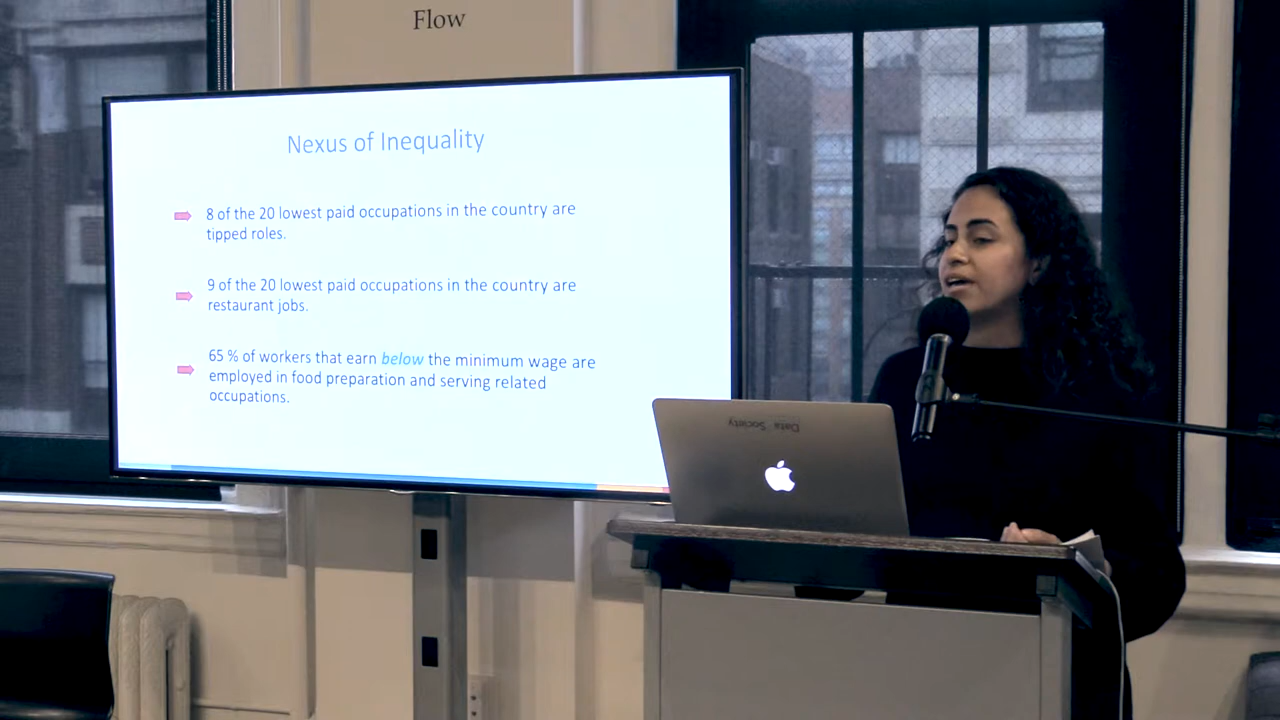 Flow
Nexus of Inequality
8 of the 20 lowest paid occupations in the country are
tipped roles.
9 of the 20 lowest paid occupations in the country are
restaurant jobs.
65 % of workers that earn below the minimum wage are
employed in food preparation and serving related
occupations.
Data Society